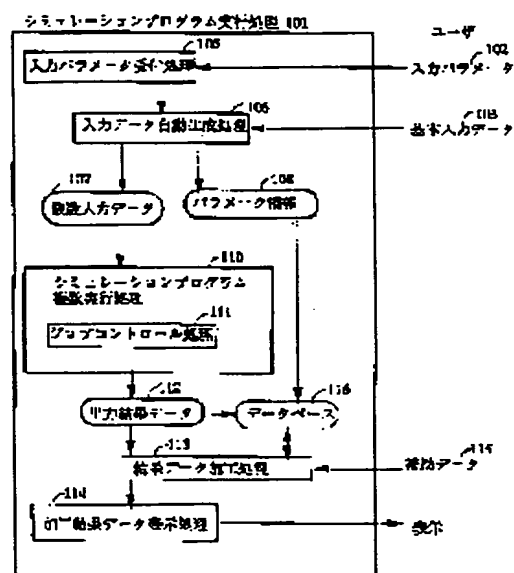 シミュレーションプログラム実行処理 101
ユーザ
105
入力パラメータ受付処理
102
入力パラメータ
106
入力データ自動生成処理
103
基本入力データ
107
複数入力データ
108
パラメータ情報
110
シミュレーションプログラム
複数実行処理
111
ジョブコントロール処理
112
出力結果データ
116
データベース
113
結果データ加工処理
115
補助データ
114
結果データ表示処理
表示